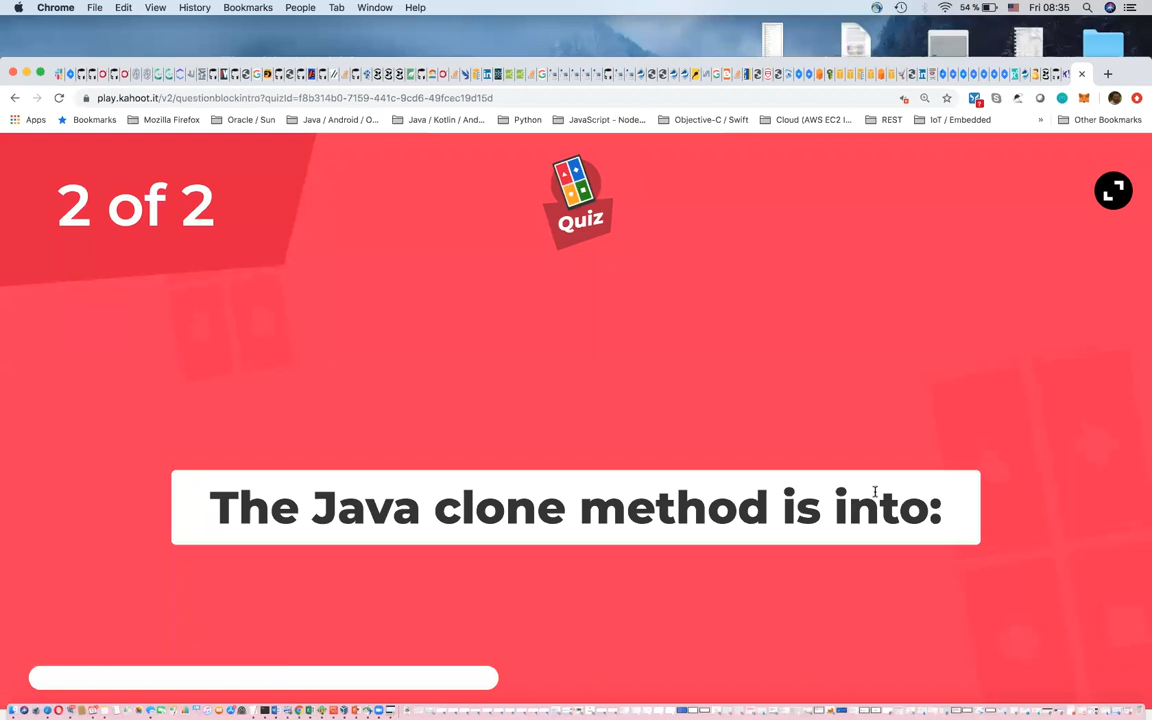 Chrome File Edit View History Bookmarks People Tab Window Help 54 % Fri 08:35
play.kahoot.it/v2/questionblockintro?quizId=f8b314b0-7159-441c-9cd6-49fcec19d15d
Apps Bookmarks Mozilla Firefox Oracle / Sun Java / Android / O... Java / Kotlin / And... Python JavaScript - Node... Objective-C / Swift Cloud (AWS EC2 I... REST IoT / Embedded » Other Bookmarks
2 of 2
Quiz
The Java clone method is into: